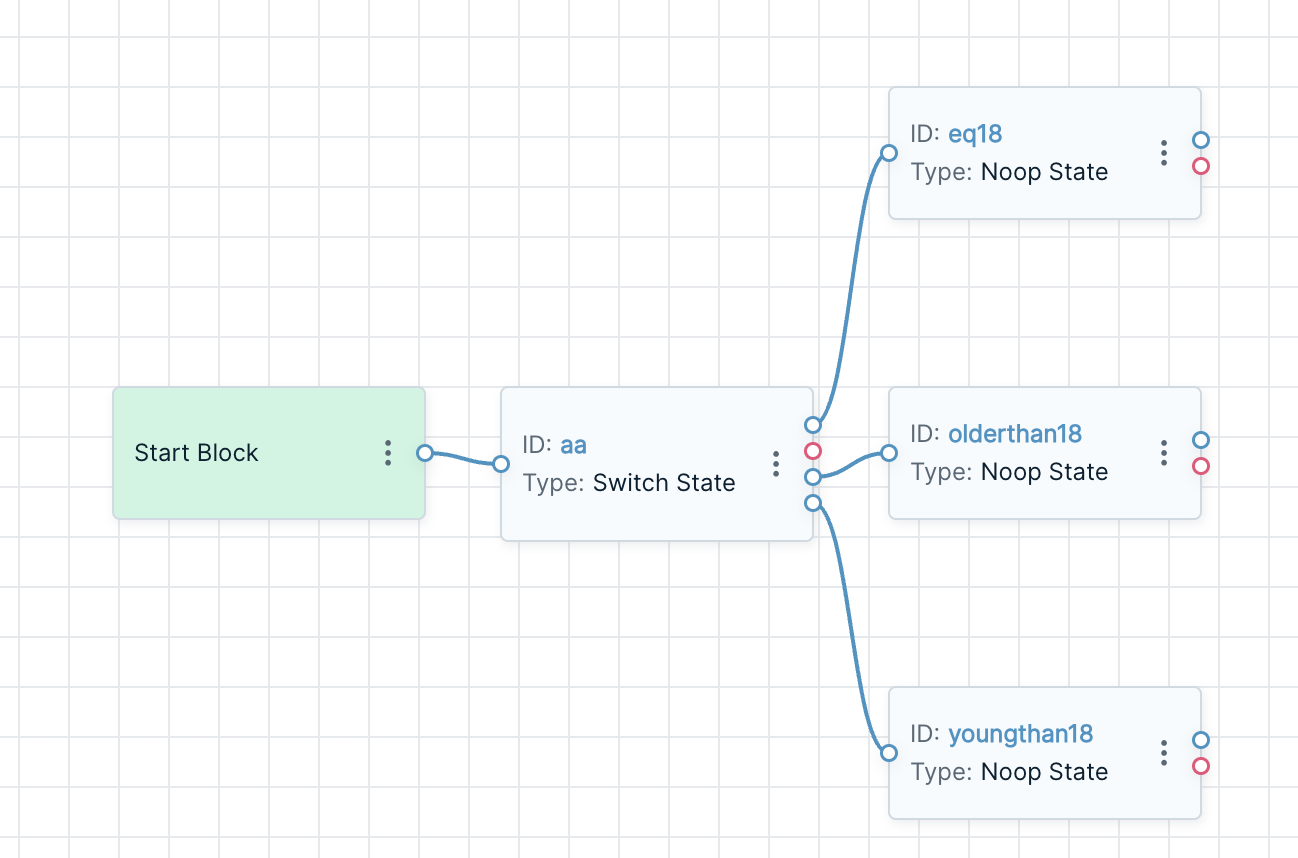 Start Block
ID: aa
Type: Switch State
ID: eq18
Type: Noop State
ID: olderthan18
Type: Noop State
ID: youngthan18
Type: Noop State